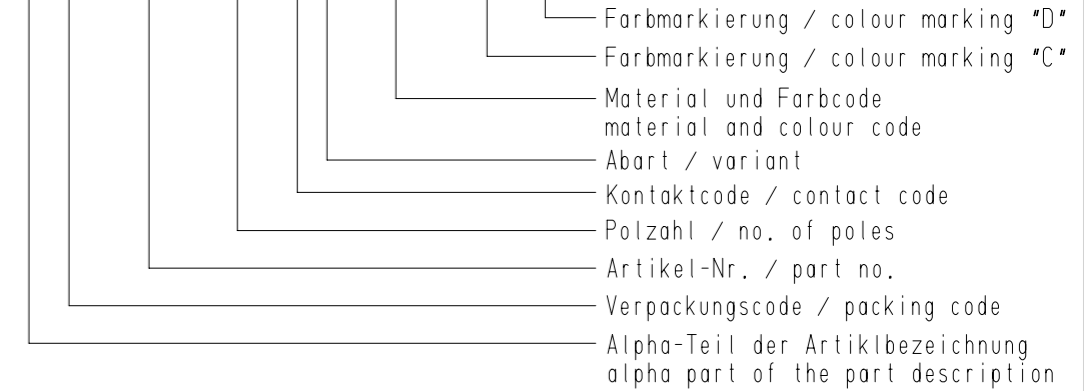 Farbmarkierung / colour marking "D"
Farbmarkierung / colour marking "C"
Material und Farbcode
material and colour code
Abart / variant
Kontaktcode / contact code
Polzahl / no. of poles
Artikel-Nr. / part no.
Verpackungscode / packing code
Alpha-Teil der Artiklbezeichnung
alpha part of the part description